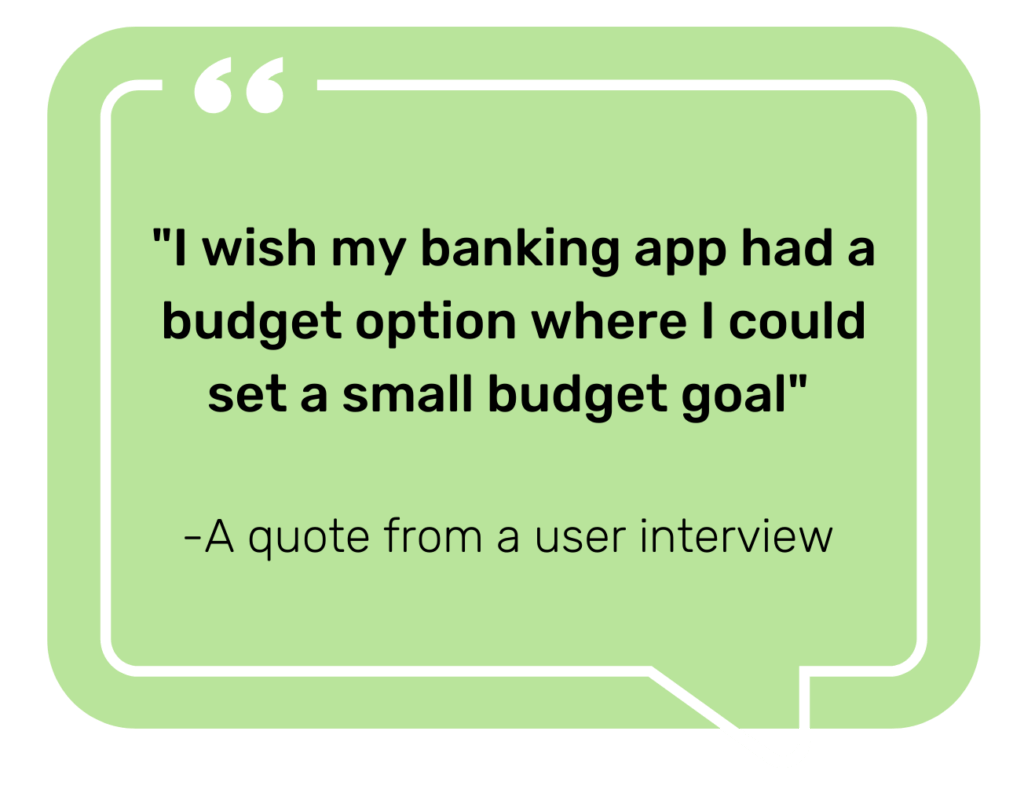 "I wish my banking app had a
budget option where I could
set a small budget goal"
-A quote from a user interview